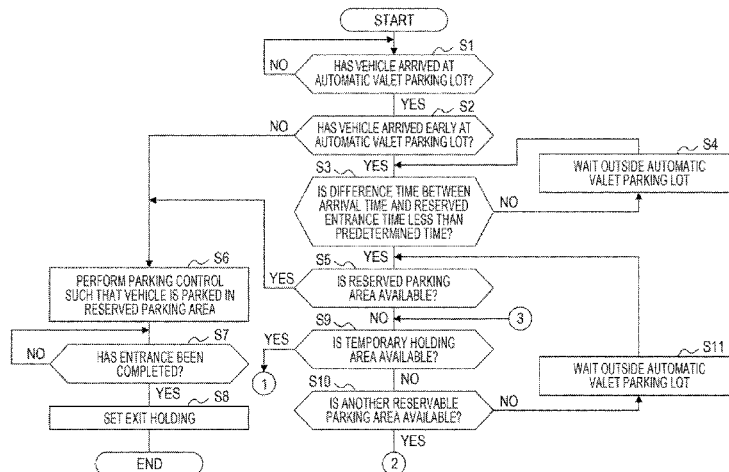 START
S1
HAS VEHICLE ARRIVED AT
AUTOMATIC VALET PARKING LOT?
NO
YES
S2
HAS VEHICLE ARRIVED EARLY AT
AUTOMATIC VALET PARKING LOT?
NO
YES
S4
WAIT OUTSIDE AUTOMATIC
VALET PARKING LOT
S3
IS DIFFERENCE TIME BETWEEN
ARRIVAL TIME AND RESERVED
ENTRANCE TIME LESS THAN
PREDETERMINED TIME?
NO
YES
S5
IS RESERVED PARKING
AREA AVAILABLE?
YES
NO
3
S6
PERFORM PARKING CONTROL
SUCH THAT VEHICLE IS PARKED IN
RESERVED PARKING AREA
S7
HAS ENTRANCE BEEN
COMPLETED?
NO
YES
S8
SET EXIT HOLDING
END
S9
IS TEMPORARY HOLDING
AREA AVAILABLE?
YES
1
NO
S10
IS ANOTHER RESERVABLE
PARKING AREA AVAILABLE?
NO
YES
2
S11
WAIT OUTSIDE AUTOMATIC
VALET PARKING LOT